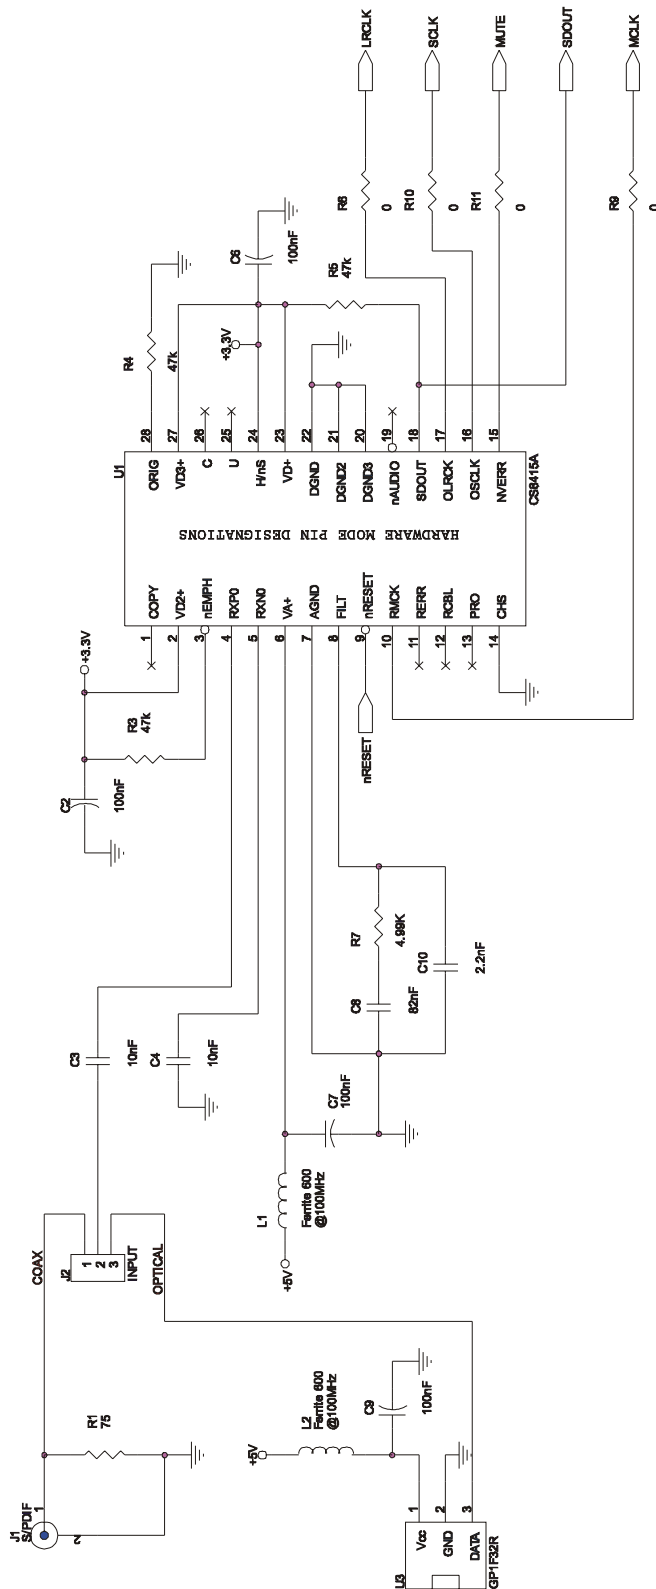 J1
S/PDIF
1
2
R1
75
COAX
J2
1
2
3
INPUT
OPTICAL
C3
10nF
C4
10nF
C2
100nF
R3
47k
+3.3V
+5V
L2
Ferrite 600
@100MHz
C9
100nF
U3
1
Vcc
2
GND
3
DATA
GP1F32R
+5V
L1
Ferrite 600
@100MHz
C7
100nF
C8
82nF
R7
4.99K
C10
2.2nF
nRESET
U1
1
COPY
2
VD2+
3
nEMPH
4
RXP0
5
RXN0
6
VA+
7
AGND
8
FILT
9
nRESET
10
RMCK
11
RERR
12
RCBL
13
PRO
14
CHS
HARDWARE MODE PIN DESIGNATIONS
ORIG
28
VD3+
27
C
26
U
25
H/nS
24
VD+
23
DGND
22
DGND2
21
DGND3
20
nAUDIO
19
SDOUT
18
OLRCK
17
OSCLK
16
NVERR
15
CS8415A
R4
47k
+3.3V
C6
100nF
R5
47k
R6
0
LRCLK
R10
0
SCLK
R11
0
MUTE
SDOUT
R9
0
MCLK